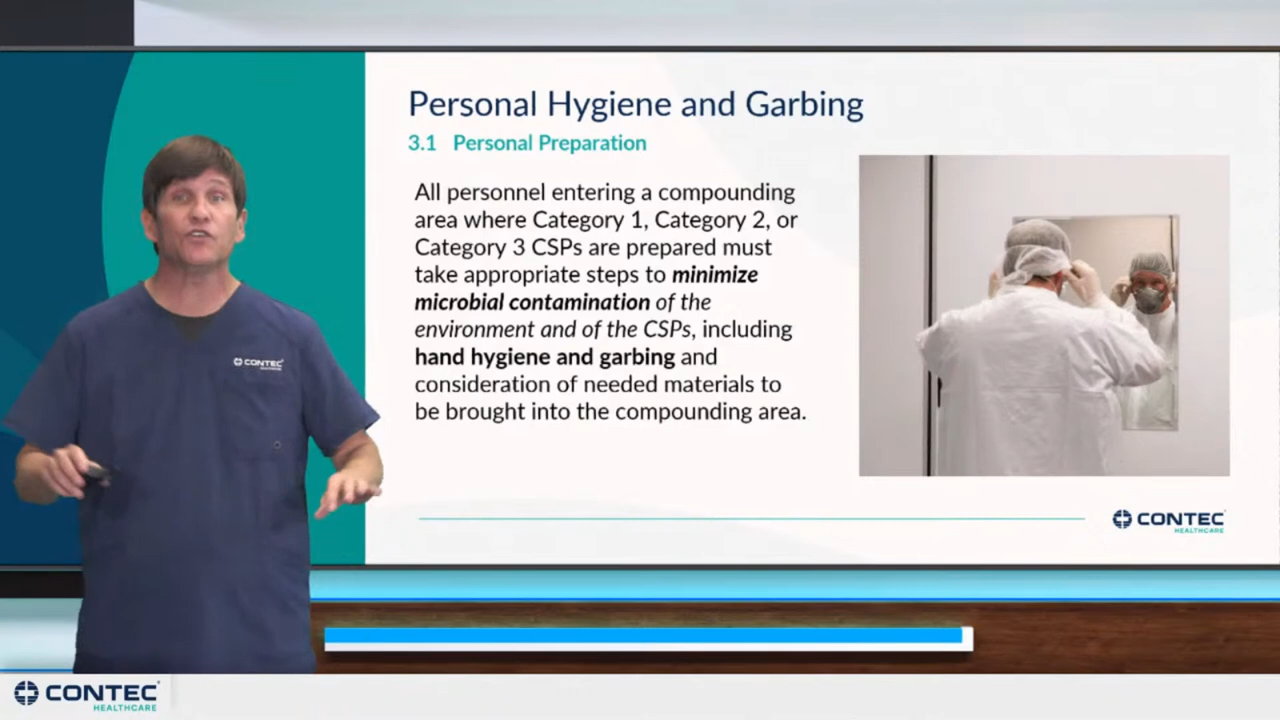 Personal Hygiene and Garbing
3.1 Personal Preparation
All personnel entering a compounding
area where Category 1, Category 2, or
Category 3 CSPs are prepared must
take appropriate steps to minimize
microbial contamination of the
environment and of the CSPs, including
hand hygiene and garbing and
consideration of needed materials to
be brought into the compounding area.
CONTEC
HEALTHCARE
CONTEC
HEALTHCARE
CONTEC
HEALTHCARE